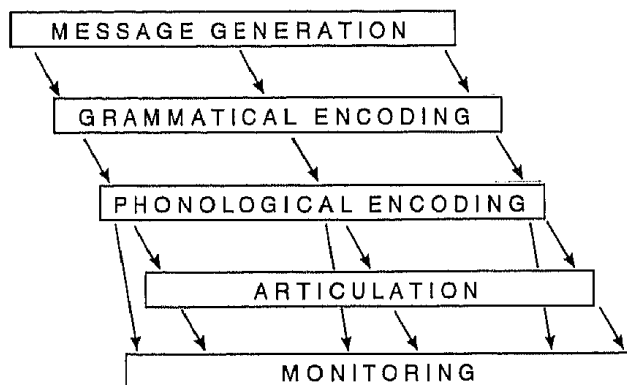 MESSAGE GENERATION
GRAMMATICAL ENCODING
PHONOLOGICAL ENCODING
ARTICULATION
MONITORING